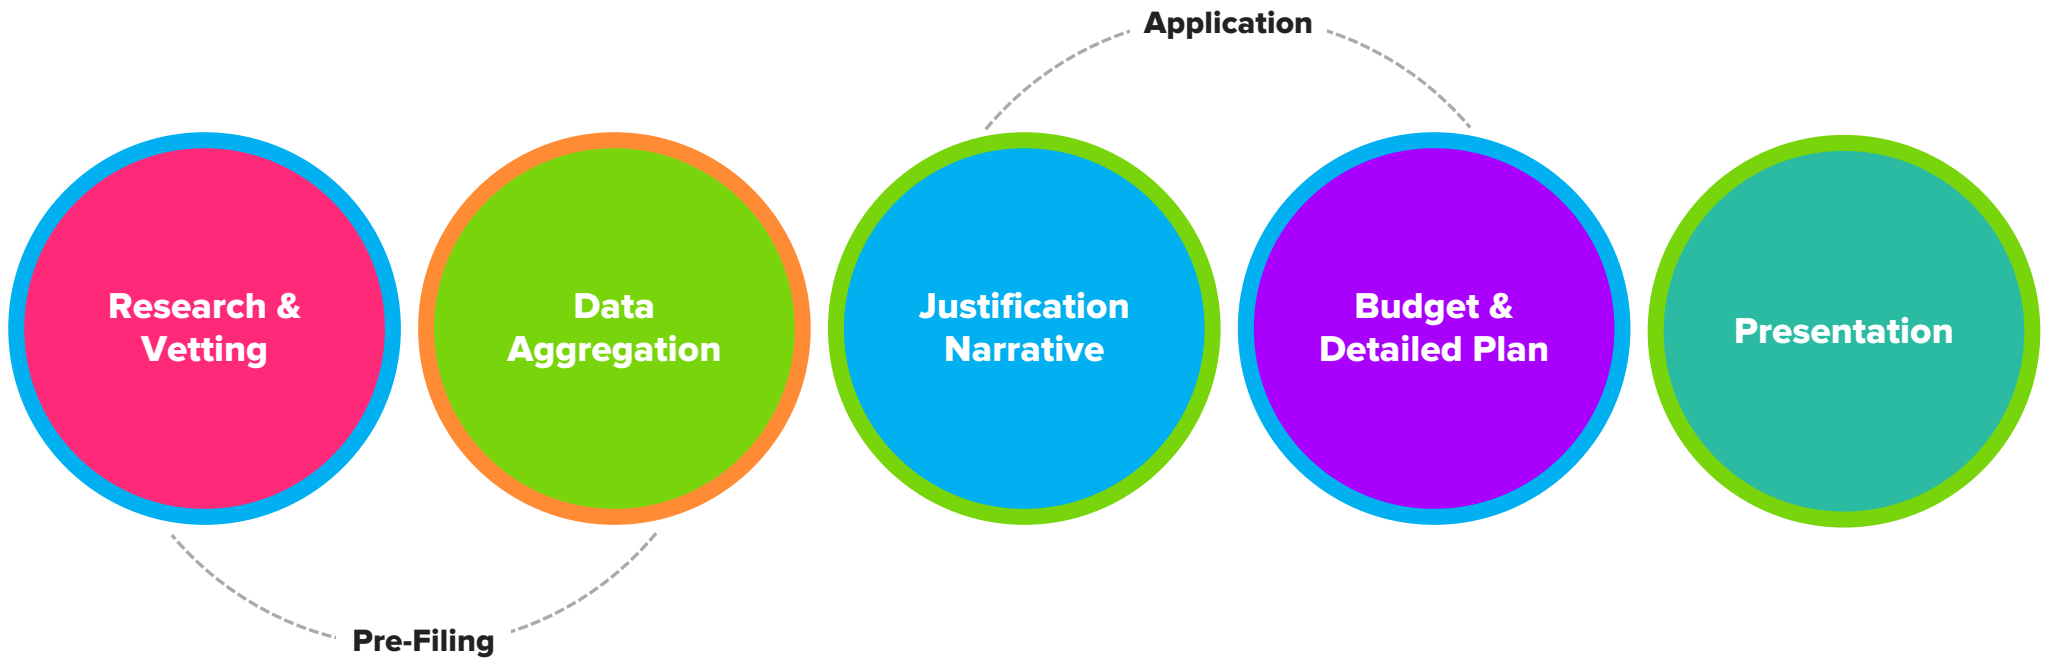 Application
Research &
Vetting
Data
Aggregation
Justification
Narrative
Budget &
Detailed Plan
Presentation
Pre-Filing